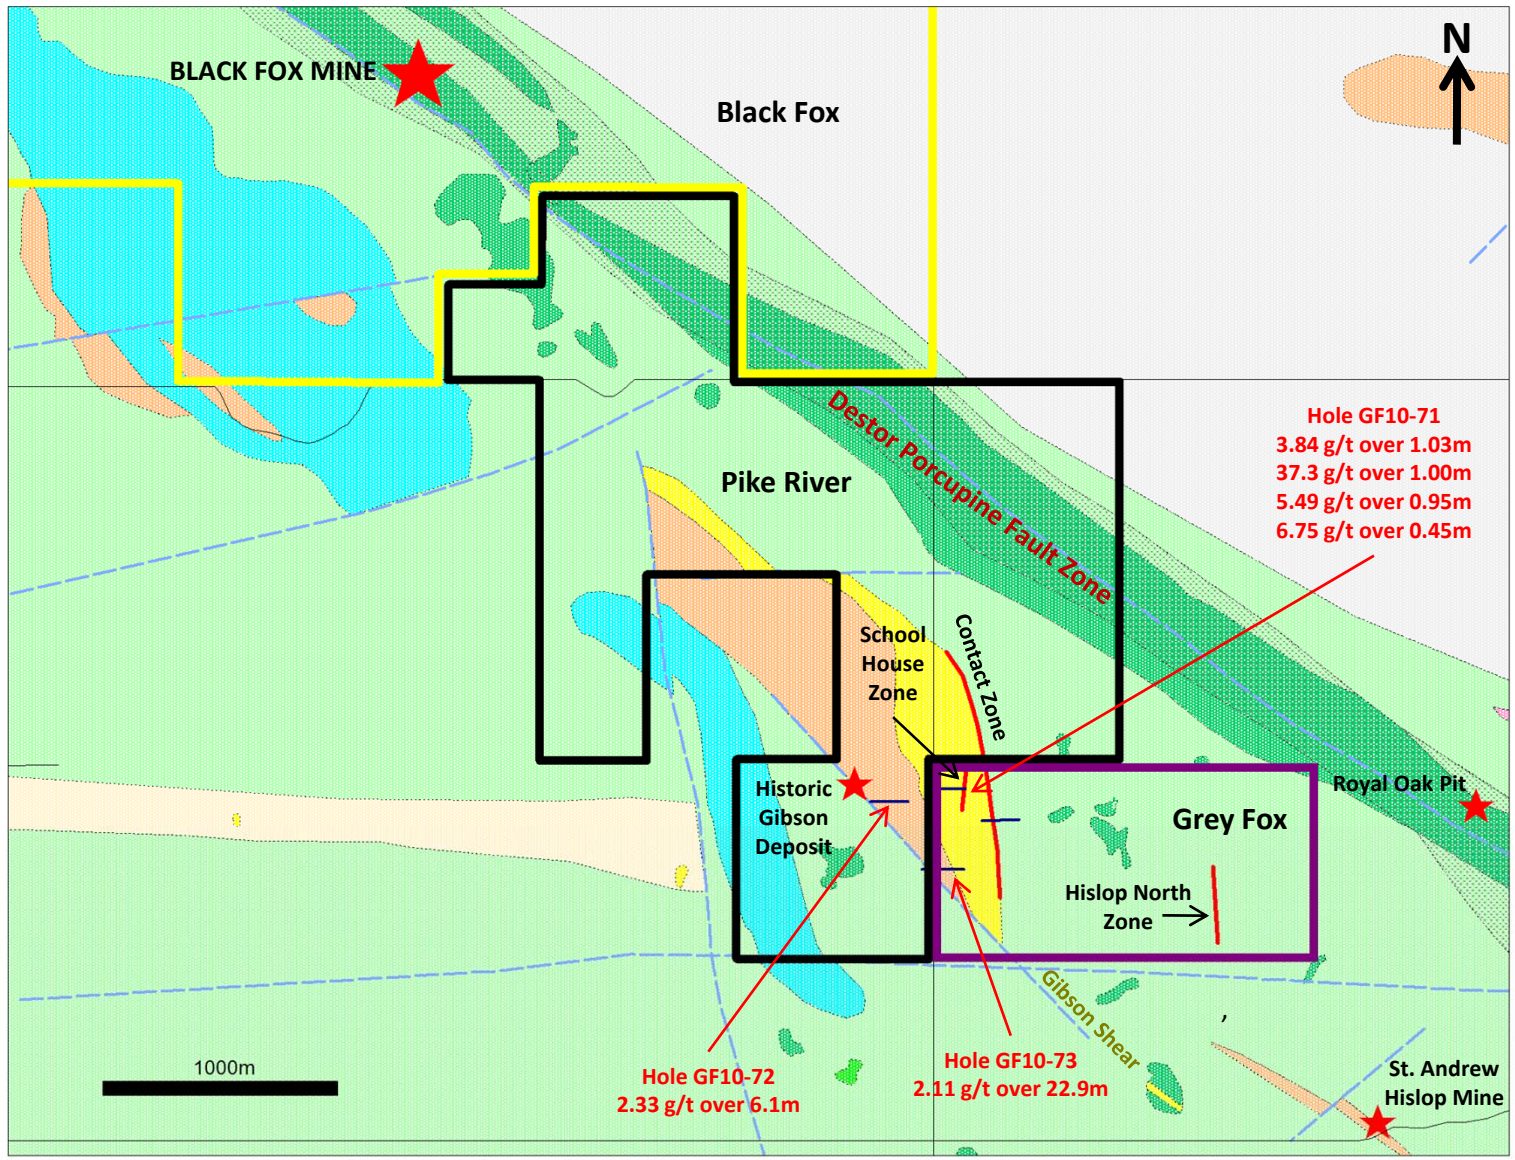 N
BLACK FOX MINE
Black Fox
Destor Porcupine Fault Zone
Hole GF10-71
3.84 g/t over 1.03m
37.3 g/t over 1.00m
5.49 g/t over 0.95m
6.75 g/t over 0.45m
Pike River
School
House
Zone
Contact Zone
Historic
Gibson
Deposit
Royal Oak Pit
Grey Fox
Hislop North
Zone
Gibson Shear
,
1000m
Hole GF10-72
2.33 g/t over 6.1m
Hole GF10-73
2.11 g/t over 22.9m
St. Andrew
Hislop Mine